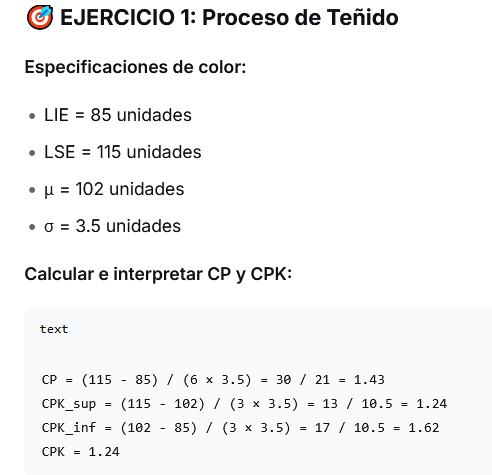 🎯 EJERCICIO 1: Proceso de Teñido
Especificaciones de color:
• LIE = 85 unidades
• LSE = 115 unidades
• μ = 102 unidades
• σ = 3.5 unidades
Calcular e interpretar CP y CPK:
text
CP = (115 - 85) / (6 × 3.5) = 30 / 21 = 1.43
CPK_sup = (115 - 102) / (3 × 3.5) = 13 / 10.5 = 1.24
CPK_inf = (102 - 85) / (3 × 3.5) = 17 / 10.5 = 1.62
CPK = 1.24